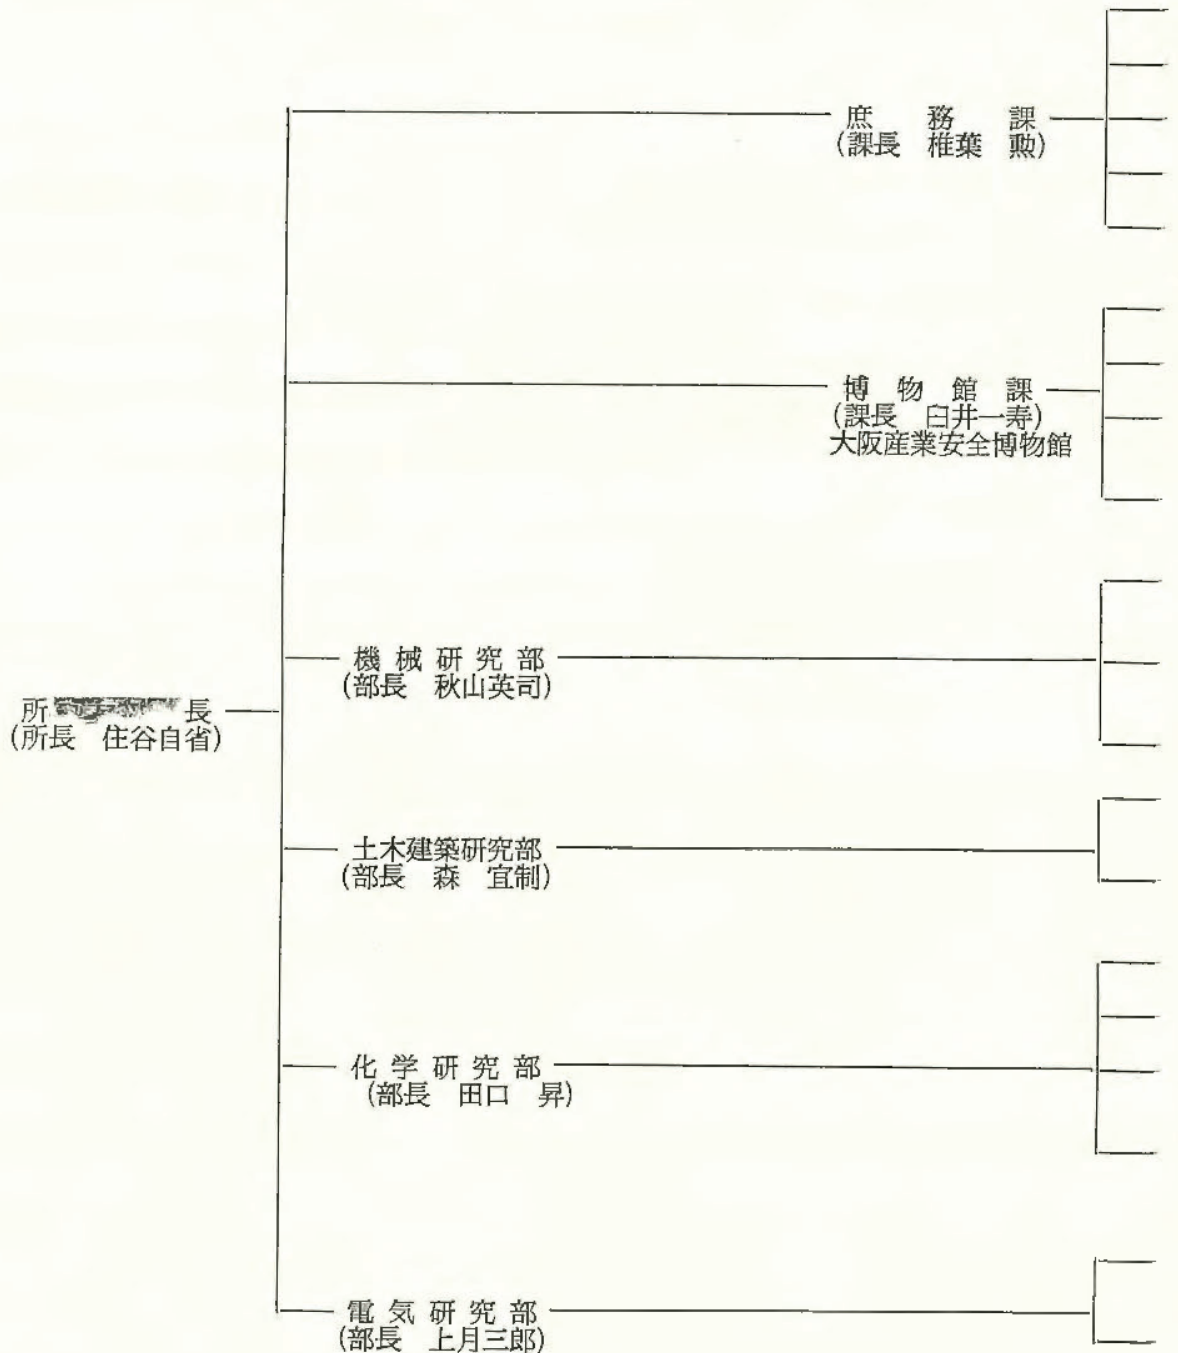 庶務課
(課長 椎葉 勲)
博物館課
(課長 臼井一寿)
大阪産業安全博物館
機械研究部
(部長 秋山英司)
所長
(所長 住谷自省)
土木建築研究部
(部長 森 宜制)
化学研究部
(部長 田口 昇)
電気研究部
(部長 上月三郎)